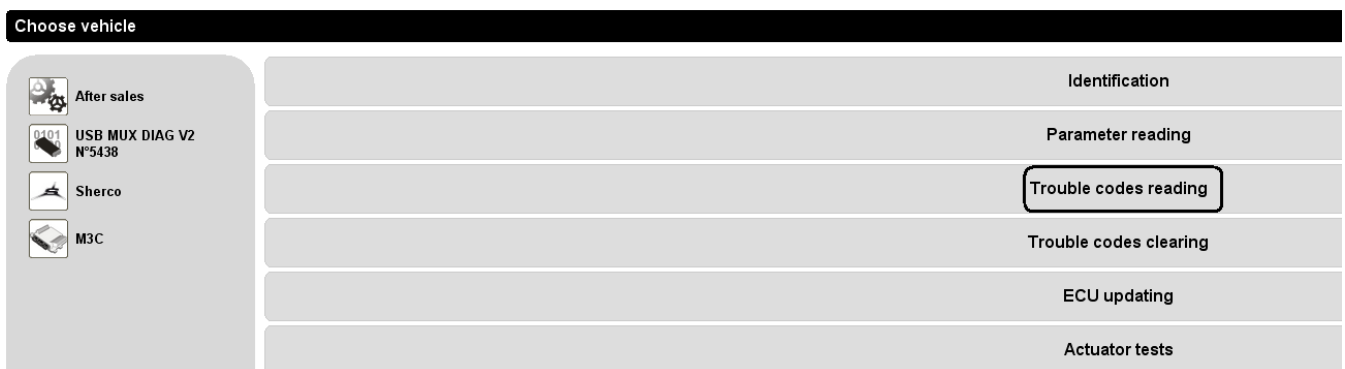 Choose vehicle
After sales
USB MUX DIAG V2
N°5438
Sherco
M3C
Identification
Parameter reading
Trouble codes reading
Trouble codes clearing
ECU updating
Actuator tests